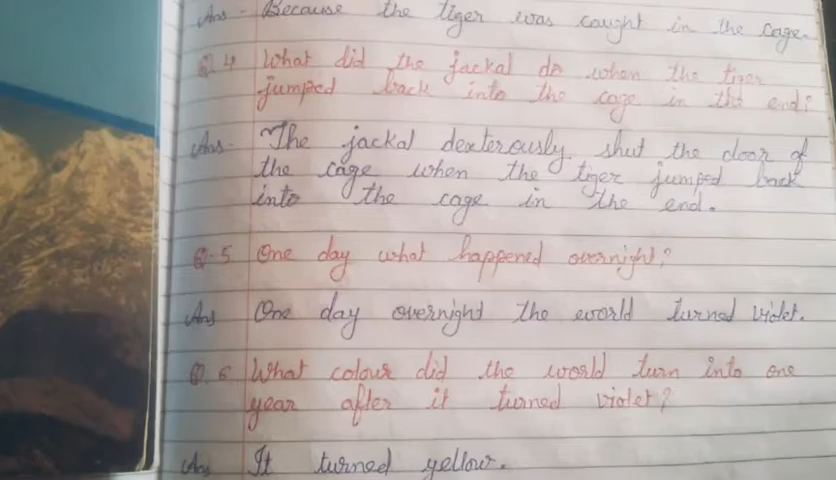 Ans - Because the tiger was caught in the cage.
Q.4 What did the jackal do when the tiger
jumped back into the cage in the end?
Ans - The jackal dexterously shut the door of
the cage when the tiger jumped back
into the cage in the end.
Q.5 One day what happened overnight?
Ans One day overnight the world turned violet.
Q.6 What colour did the world turn into one
year after it turned violet?
Ans It turned yellow.